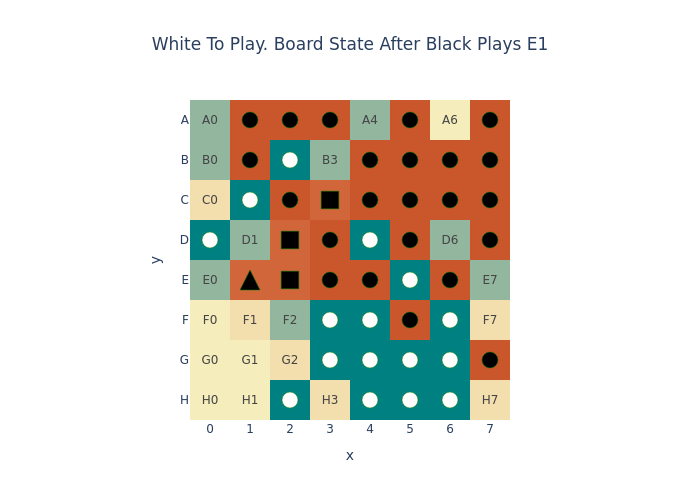 White To Play. Board State After Black Plays E1
A A0 A4 A6
B B0 B3
C C0
D D1 D6
E E0 E7
F F0 F1 F2 F7
G G0 G1 G2
H H0 H1 H3 H7
0 1 2 3 4 5 6 7
x
y